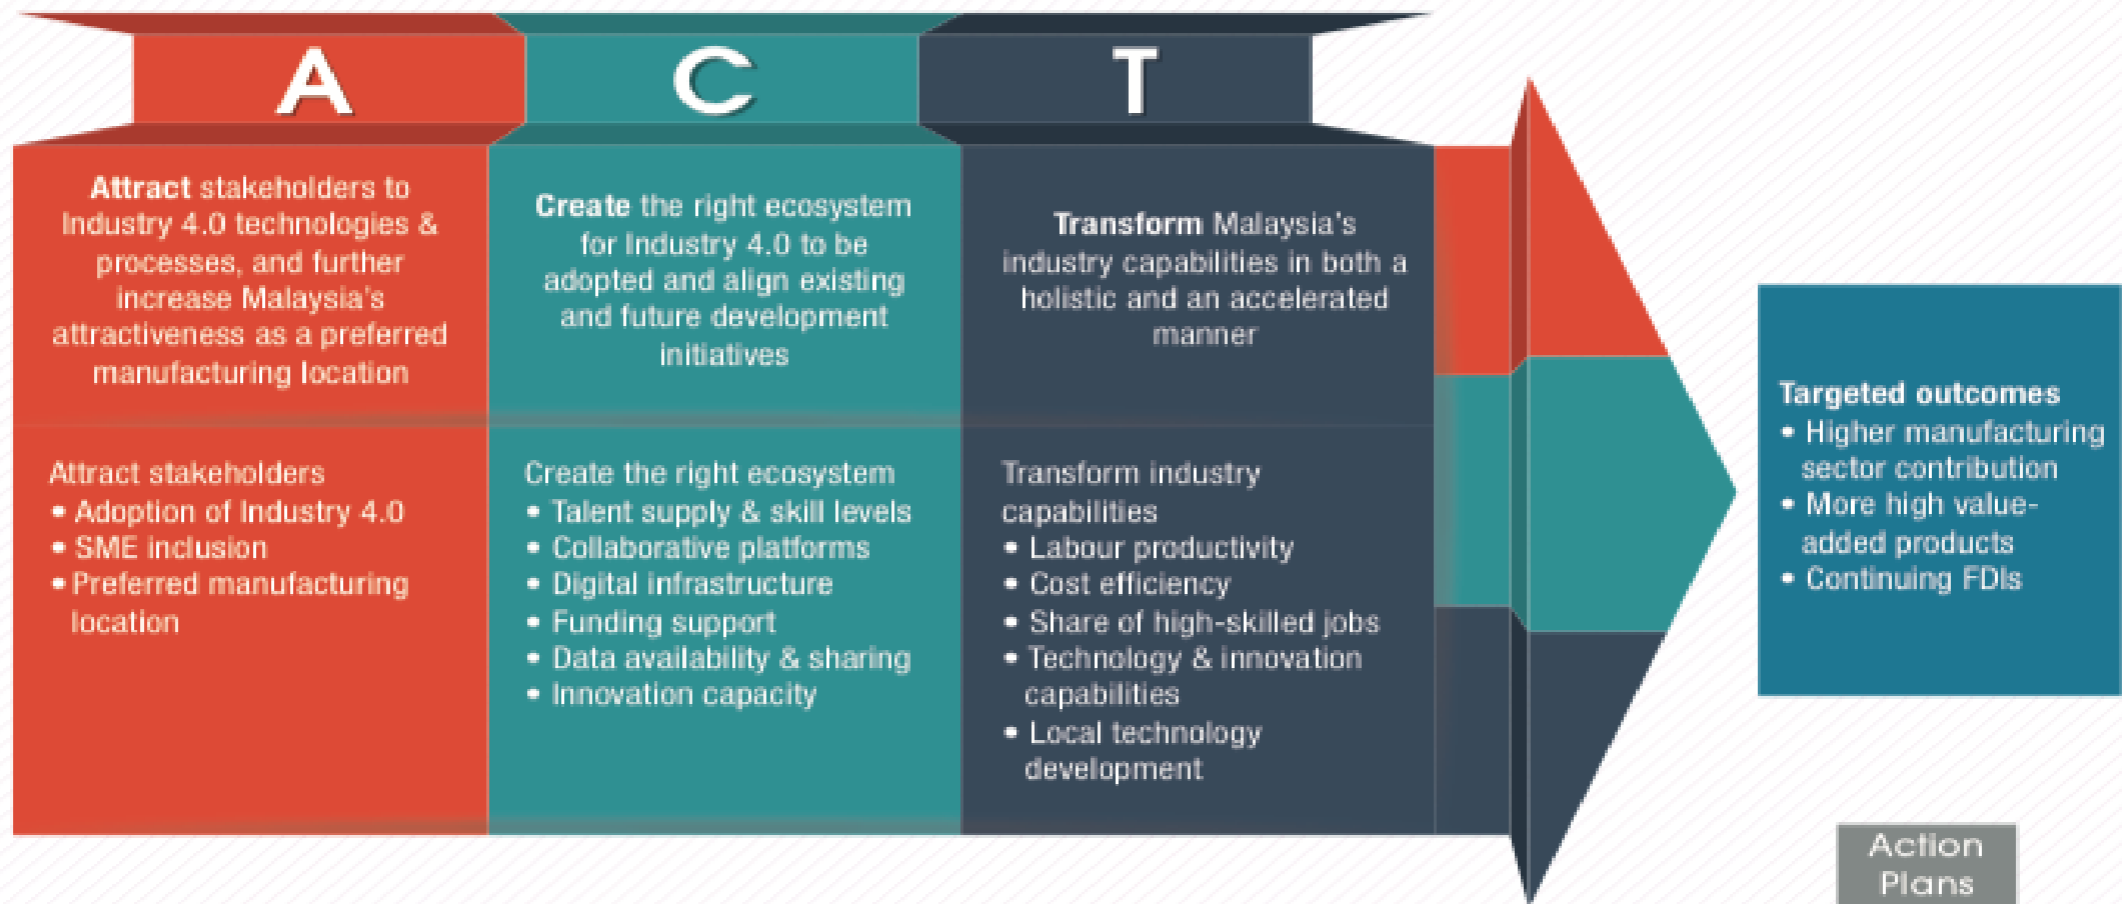 A
C
T
Attract stakeholders to
Industry 4.0 technologies &
processes, and further
increase Malaysia's
attractiveness as a preferred
manufacturing location
Create the right ecosystem
for Industry 4.0 to be
adopted and align existing
and future development
initiatives
Transform Malaysia's
industry capabilities in both a
holistic and an accelerated
manner
Attract stakeholders
• Adoption of Industry 4.0
• SME inclusion
• Preferred manufacturing
location
Create the right ecosystem
• Talent supply & skill levels
• Collaborative platforms
• Digital infrastructure
• Funding support
• Data availability & sharing
• Innovation capacity
Transform industry
capabilities
• Labour productivity
• Cost efficiency
• Share of high-skilled jobs
• Technology & innovation
capabilities
• Local technology
development
Targeted outcomes
• Higher manufacturing
sector contribution
• More high value-
added products
• Continuing FDIs
Action
Plans